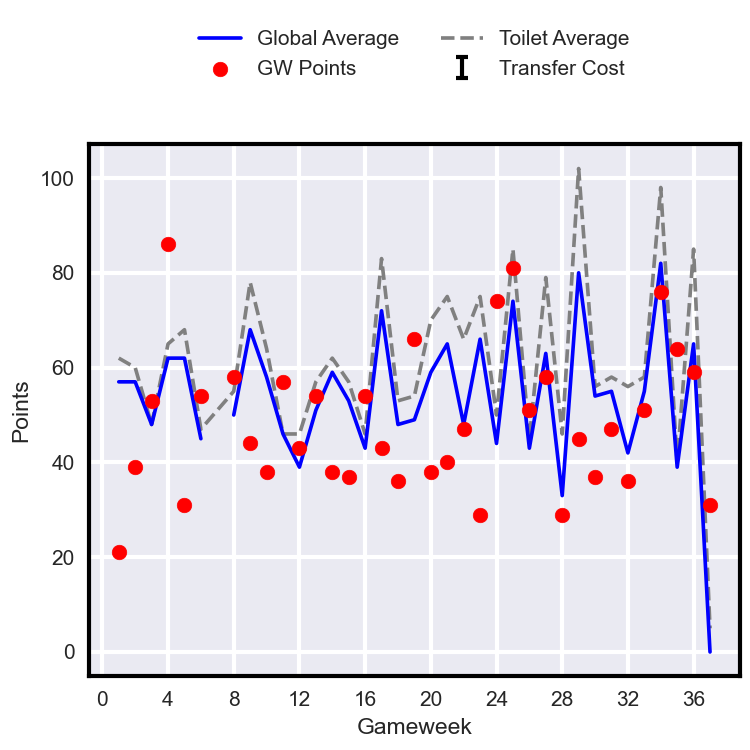 Global Average
Toilet Average
GW Points
Transfer Cost
Points
100
80
60
40
20
0
0 4 8 12 16 20 24 28 32 36
Gameweek